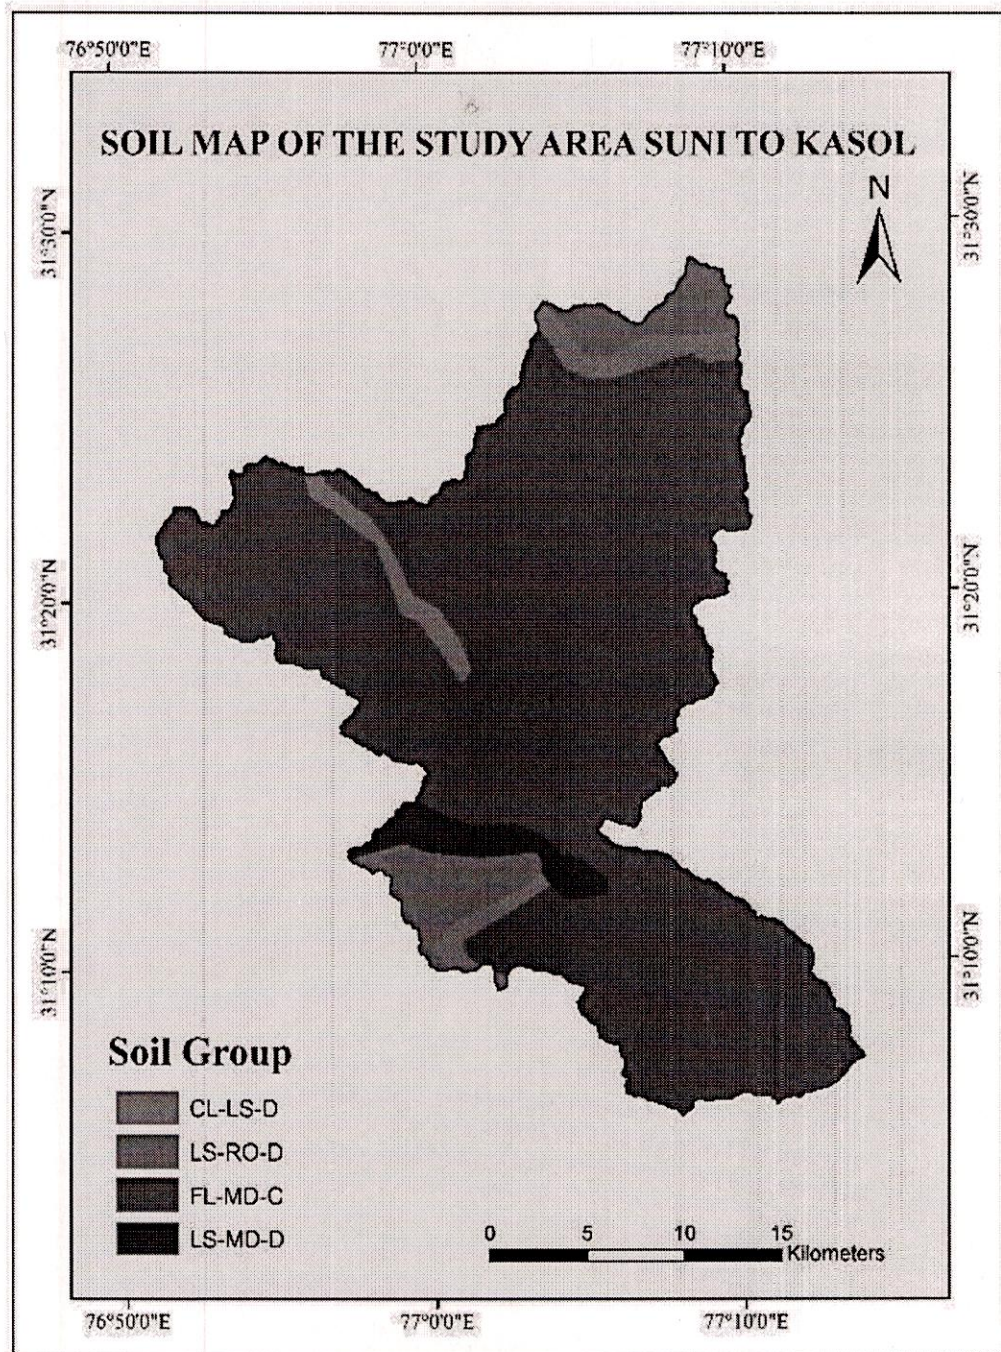 76°50'0"E 77°0'0"E 77°10'0"E
SOIL MAP OF THE STUDY AREA SUNI TO KASOL
N
31°30'0"N
31°30'0"N
31°20'0"N
31°20'0"N
31°10'0"N
31°10'0"N
Soil Group
CL-LS-D
LS-RO-D
FL-MD-C
LS-MD-D
0 5 10 15
Kilometers
76°50'0"E 77°0'0"E 77°10'0"E